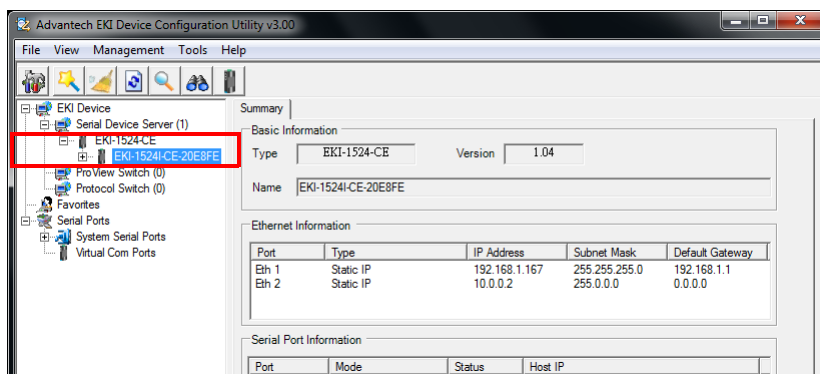 Advantech EKI Device Configuration Utility v3.00
File View Management Tools Help
EKI Device
Serial Device Server (1)
EKI-1524-CE
EKI-1524I-CE-20E8FE
ProView Switch (0)
Protocol Switch (0)
Favorites
Serial Ports
System Serial Ports
Virtual Com Ports
Summary
Basic Information
Type EKI-1524-CE Version 1.04
Name EKI-1524I-CE-20E8FE
Ethernet Information
Port Type IP Address Subnet Mask Default Gateway
Eth 1 Static IP 192.168.1.167 255.255.255.0 192.168.1.1
Eth 2 Static IP 10.0.0.2 255.0.0.0 0.0.0.0
Serial Port Information
Port Mode Status Host IP